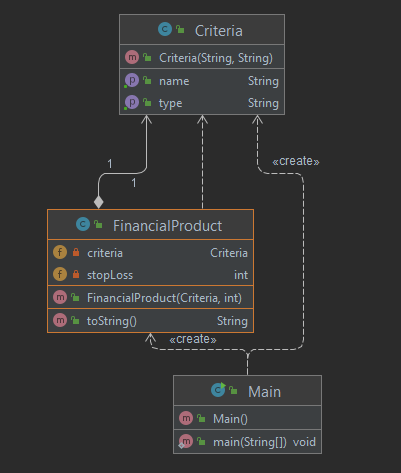 Criteria
Criteria(String, String)
name String
type String
«create»
1
1
FinancialProduct
criteria Criteria
stopLoss int
FinancialProduct(Criteria, int)
toString() String
«create»
Main
Main()
main(String[]) void